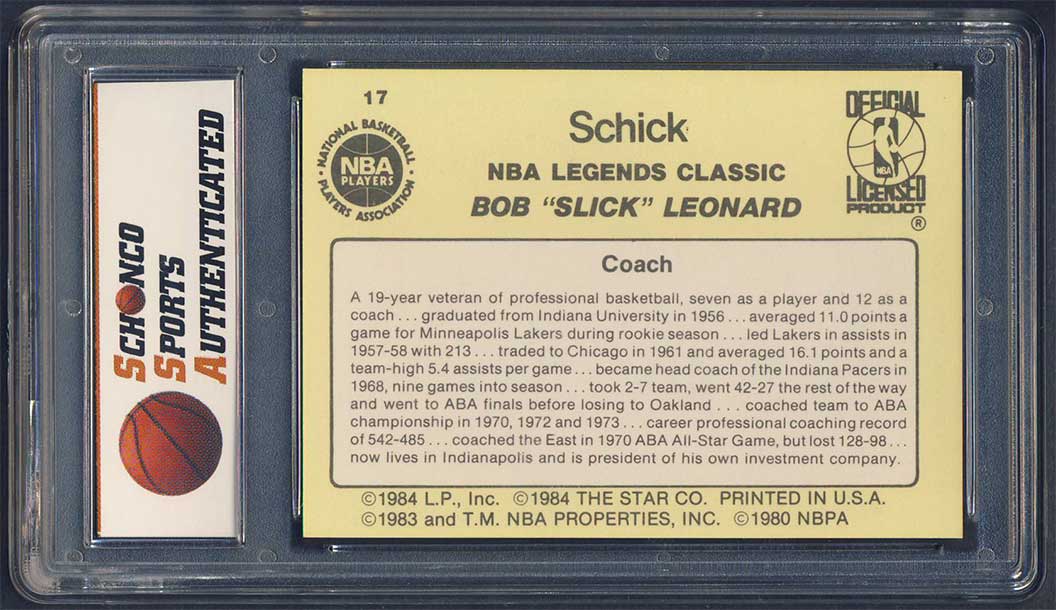 SCHONCO
SPORTS
AUTHENTICATED
17
NATIONAL BASKETBALL
NBA
PLAYERS
PLAYERS ASSOCIATION
Schick
NBA LEGENDS CLASSIC
BOB “SLICK” LEONARD
OFFICIAL
NBA
LICENSED
PRODUCT
®
Coach
A 19-year veteran of professional basketball, seven as a player and 12 as a
coach . . . graduated from Indiana University in 1956 . . . averaged 11.0 points a
game for Minneapolis Lakers during rookie season . . . led Lakers in assists in
1957-58 with 213 . . . traded to Chicago in 1961 and averaged 16.1 points and a
team-high 5.4 assists per game . . . became head coach of the Indiana Pacers in
1968, nine games into season . . . took 2-7 team, went 42-27 the rest of the way
and went to ABA finals before losing to Oakland . . . coached team to ABA
championship in 1970, 1972 and 1973 . . . career professional coaching record
of 542-485 . . . coached the East in 1970 ABA All-Star Game, but lost 128-98 . . .
now lives in Indianapolis and is president of his own investment company.
©1984 L.P., Inc. ©1984 THE STAR CO. PRINTED IN U.S.A.
©1983 and T.M. NBA PROPERTIES, INC. ©1980 NBPA